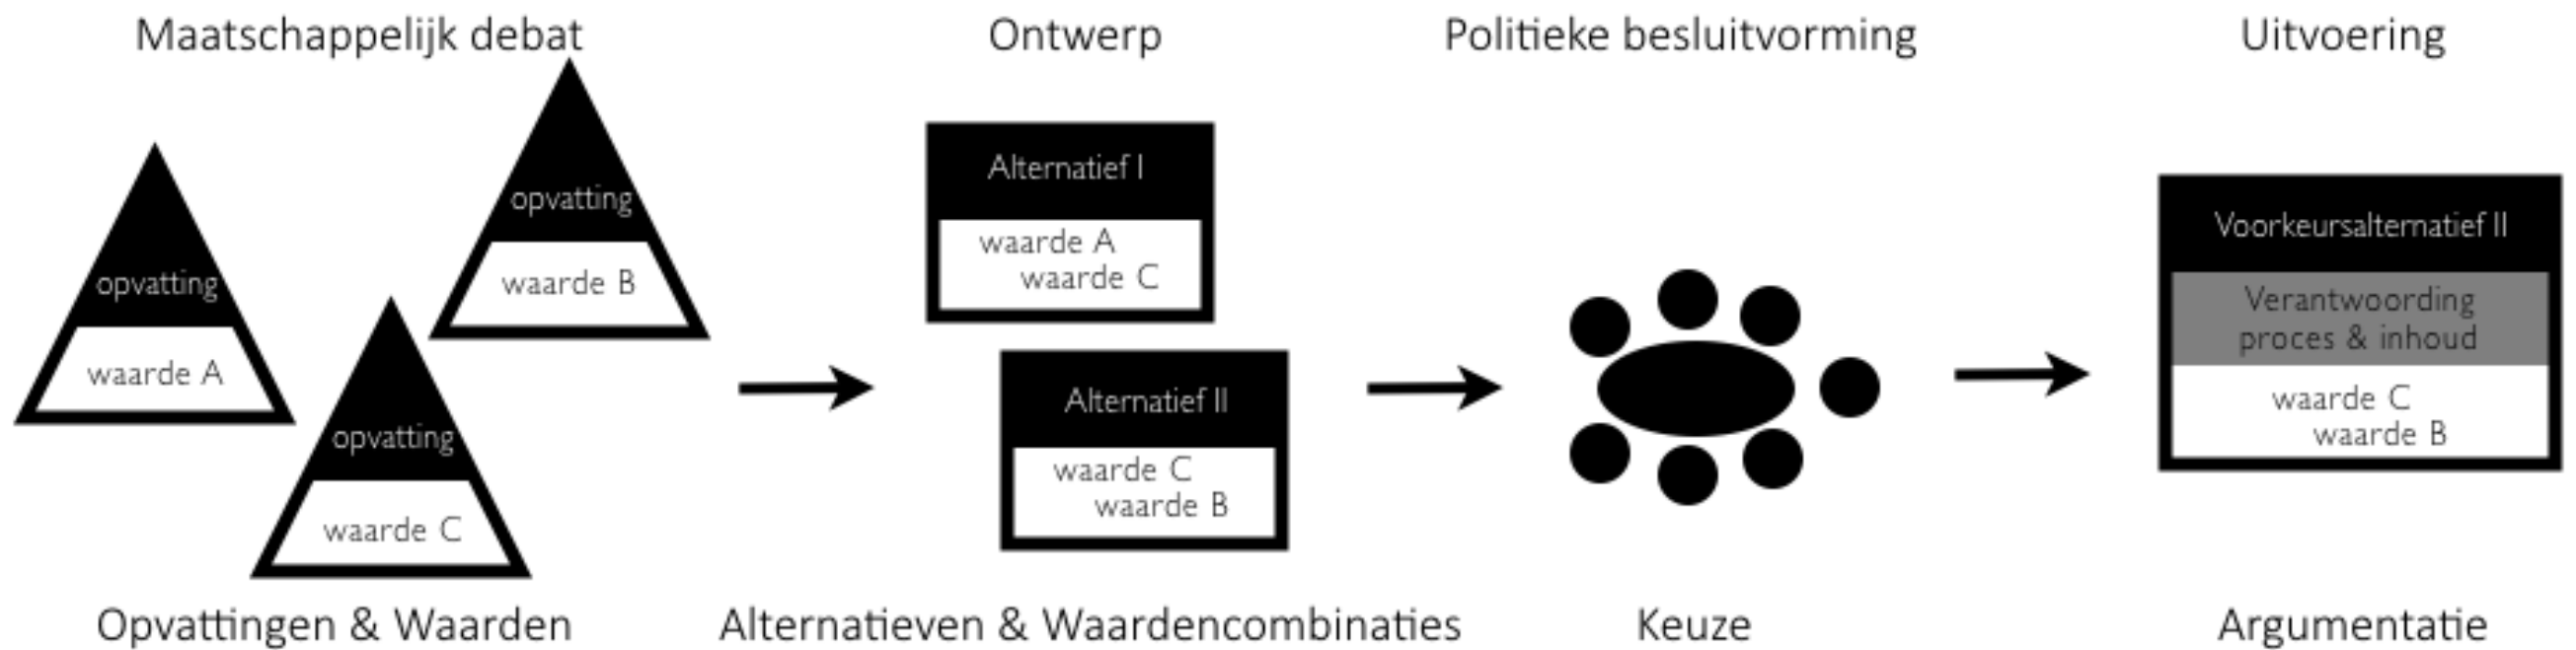 Maatschappelijk debat
opvatting
waarde A
opvatting
waarde B
opvatting
waarde C
Opvattingen & Waarden
Ontwerp
Alternatief I
waarde A
waarde C
Alternatief II
waarde C
waarde B
Alternatieven & Waardencombinaties
Politieke besluitvorming
Keuze
Uitvoering
Voorkeursalternatief II
Verantwoording
proces & inhoud
waarde C
waarde B
Argumentatie